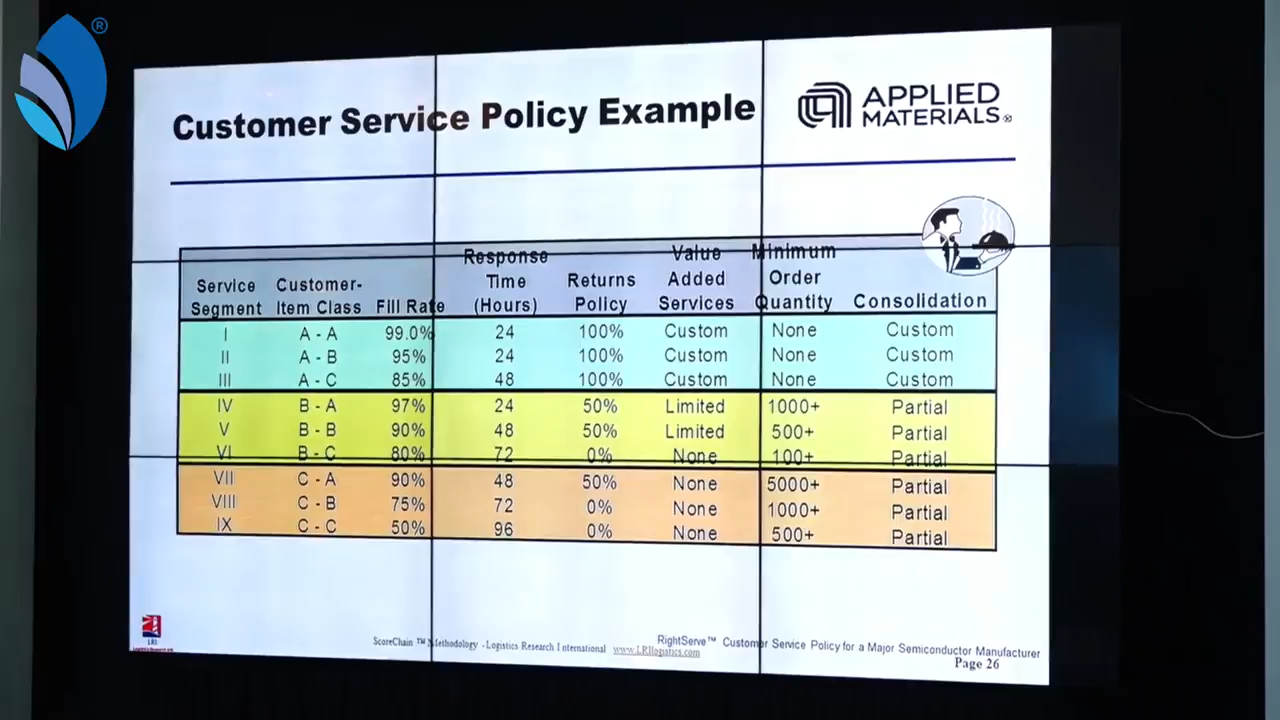 ®
Customer Service Policy Example
APPLIED
MATERIALS®
Service Segment Customer-Item Class Fill Rate Response Time (Hours) Returns Policy Value Added Services Minimum Order Quantity Consolidation
I A - A 99.0% 24 100% Custom None Custom
II A - B 95% 24 100% Custom None Custom
III A - C 85% 48 100% Custom None Custom
IV B - A 97% 24 50% Limited 1000+ Partial
V B - B 90% 48 50% Limited 500+ Partial
VI B - C 80% 72 0% None 100+ Partial
VII C - A 90% 48 50% None 5000+ Partial
VIII C - B 75% 72 0% None 1000+ Partial
IX C - C 50% 96 0% None 500+ Partial
LRI
ScoreChain ™ Methodology - Logistics Research International www.LRIlogistics.com
RightServe™ Customer Service Policy for a Major Semiconductor Manufacturer
Page 26